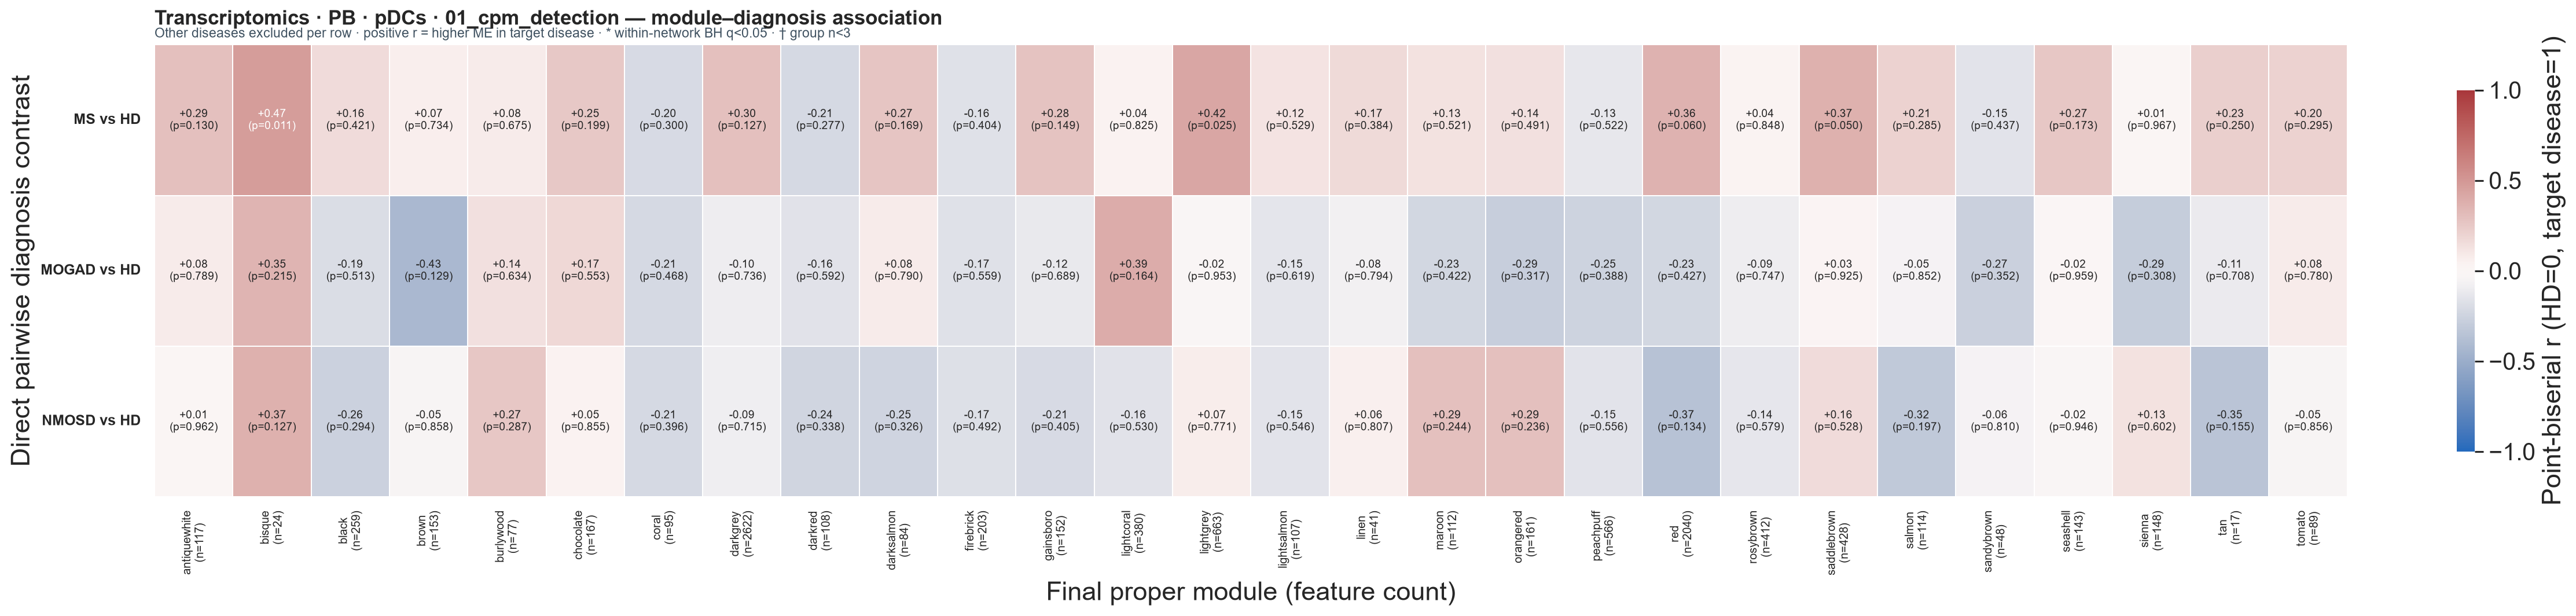 Transcriptomics · PB · pDCs · 01_cpm_detection — module–diagnosis association
Other diseases excluded per row · positive r = higher ME in target disease · * within-network BH q<0.05 · † group n<3
Direct pairwise diagnosis contrast
MS vs HD
+0.29 +0.47 +0.16 +0.07 +0.08 +0.25 -0.20 +0.30 -0.21 +0.27 -0.16 +0.28 +0.04 +0.42 +0.12 +0.17 +0.13 +0.14 -0.13 +0.36 +0.04 +0.37 +0.21 -0.15 +0.27 +0.01 +0.23 +0.20
(p=0.130) (p=0.011) (p=0.421) (p=0.734) (p=0.675) (p=0.199) (p=0.300) (p=0.127) (p=0.277) (p=0.169) (p=0.404) (p=0.149) (p=0.825) (p=0.025) (p=0.529) (p=0.384) (p=0.521) (p=0.491) (p=0.522) (p=0.060) (p=0.848) (p=0.050) (p=0.285) (p=0.437) (p=0.173) (p=0.967) (p=0.250) (p=0.295)
MOGAD vs HD
+0.08 +0.35 -0.19 -0.43 +0.14 +0.17 -0.21 -0.10 -0.16 +0.08 -0.17 -0.12 +0.39 -0.02 -0.15 -0.08 -0.23 -0.29 -0.25 -0.23 -0.09 +0.03 -0.05 -0.27 -0.02 -0.29 -0.11 +0.08
(p=0.789) (p=0.215) (p=0.513) (p=0.129) (p=0.634) (p=0.553) (p=0.468) (p=0.736) (p=0.592) (p=0.790) (p=0.559) (p=0.689) (p=0.164) (p=0.953) (p=0.619) (p=0.794) (p=0.422) (p=0.317) (p=0.388) (p=0.427) (p=0.747) (p=0.925) (p=0.852) (p=0.352) (p=0.959) (p=0.308) (p=0.708) (p=0.780)
NMOSD vs HD
+0.01 +0.37 -0.26 -0.05 +0.27 +0.05 -0.21 -0.09 -0.24 -0.25 -0.17 -0.21 -0.16 +0.07 -0.15 +0.06 +0.29 +0.29 -0.15 -0.37 -0.14 +0.16 -0.32 -0.06 -0.02 +0.13 -0.35 -0.05
(p=0.962) (p=0.127) (p=0.294) (p=0.858) (p=0.287) (p=0.855) (p=0.396) (p=0.715) (p=0.338) (p=0.326) (p=0.492) (p=0.405) (p=0.530) (p=0.771) (p=0.546) (p=0.807) (p=0.244) (p=0.236) (p=0.556) (p=0.134) (p=0.579) (p=0.528) (p=0.197) (p=0.810) (p=0.946) (p=0.602) (p=0.155) (p=0.856)
antiquewhite
(n=117)
bisque
(n=24)
black
(n=259)
brown
(n=153)
burlywood
(n=77)
chocolate
(n=167)
coral
(n=95)
darkgrey
(n=2622)
darkred
(n=108)
darksalmon
(n=84)
firebrick
(n=203)
gainsboro
(n=152)
lightcoral
(n=380)
lightgrey
(n=663)
lightsalmon
(n=107)
linen
(n=41)
maroon
(n=112)
orangered
(n=161)
peachpuff
(n=566)
red
(n=2040)
rosybrown
(n=412)
saddlebrown
(n=428)
salmon
(n=114)
sandybrown
(n=48)
seashell
(n=143)
sienna
(n=148)
tan
(n=17)
tomato
(n=89)
Final proper module (feature count)
1.0
0.5
0.0
−0.5
−1.0
Point-biserial r (HD=0, target disease=1)